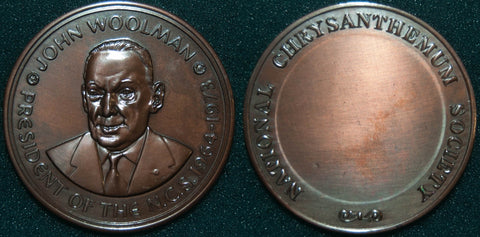 JOHN WOOLMAN
PRESIDENT OF THE N.C.S. 1964-1973
NATIONAL CHRYSANTHEMUM SOCIETY